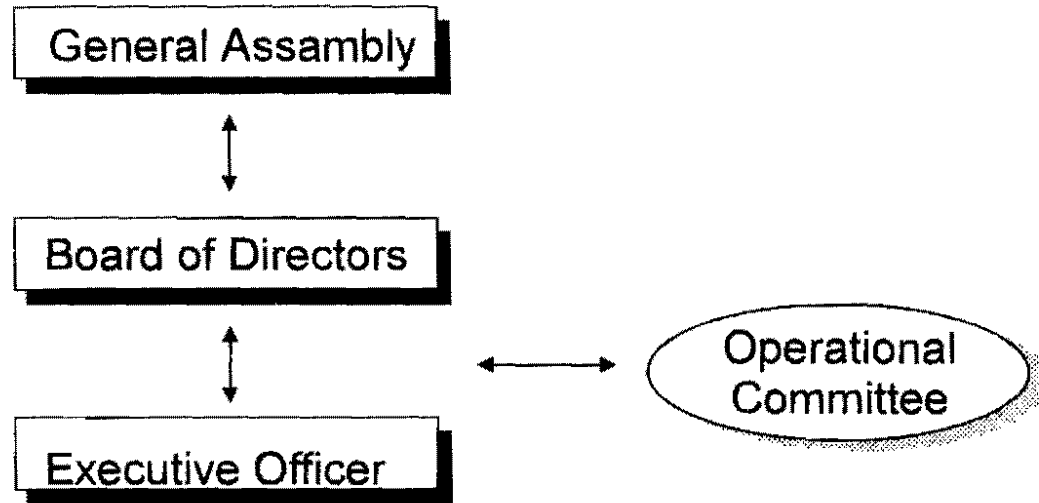 General Assambly
Board of Directors
Operational
Committee
Executive Officer